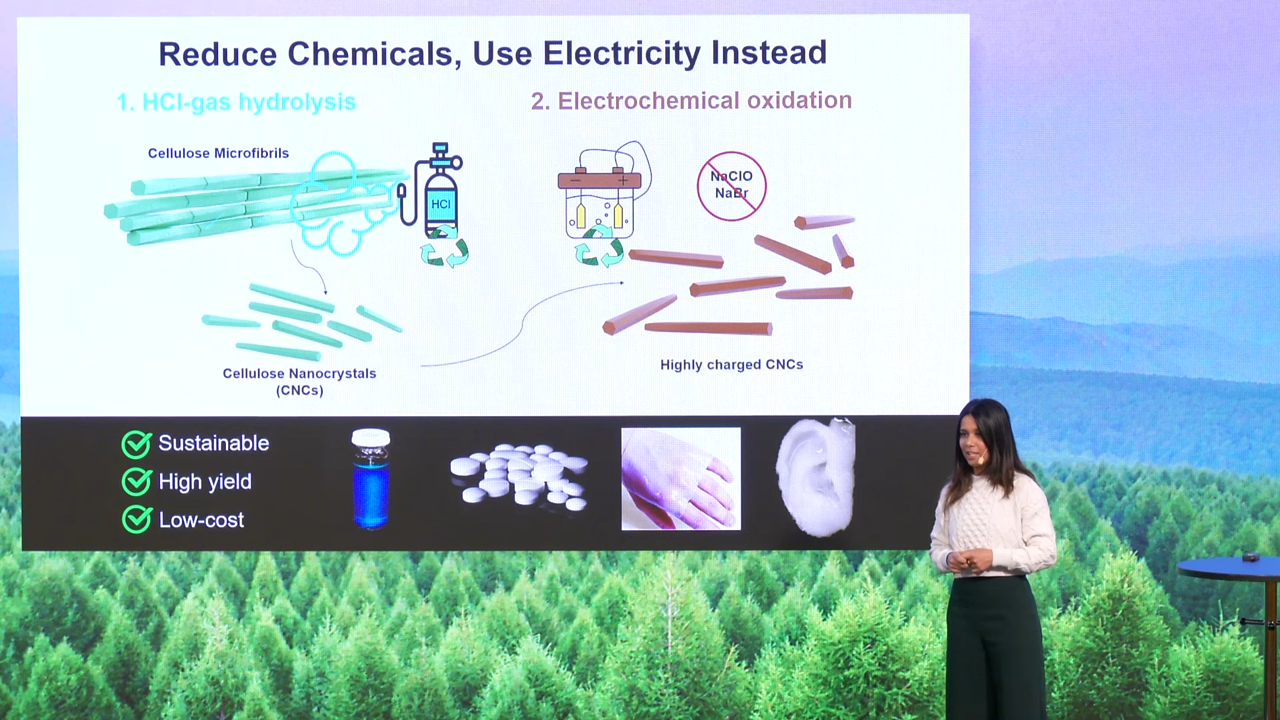 Reduce Chemicals, Use Electricity Instead
1. HCl-gas hydrolysis
2. Electrochemical oxidation
Cellulose Microfibrils
HCl
NaClO
NaBr
Cellulose Nanocrystals
(CNCs)
Highly charged CNCs
Sustainable
High yield
Low-cost